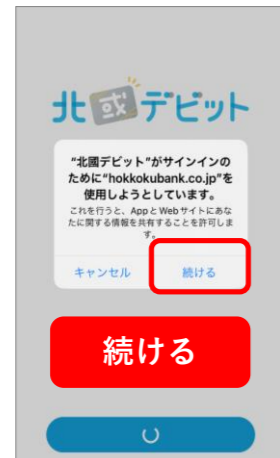 北國デビット
“北國デビット”がサインインの
ために“hokkokubank.co.jp”を
使用しようとしています。
これを行うと、AppとWebサイトにあな
たに関する情報を共有することを許可しま
す。
キャンセル 続ける
続ける